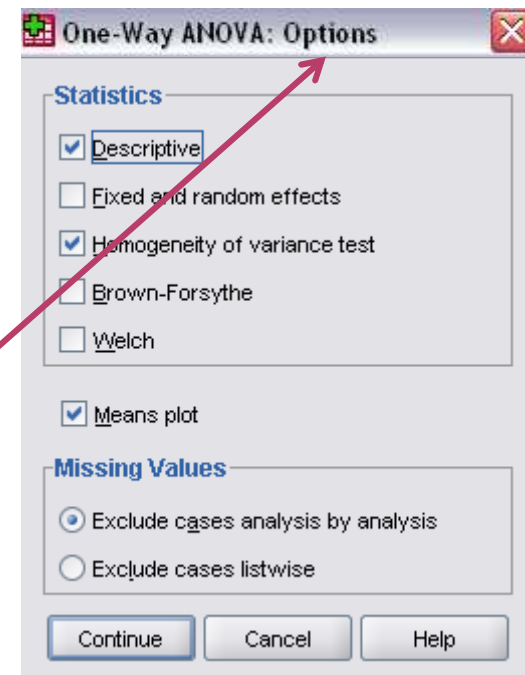 One-Way ANOVA: Options
Statistics
Descriptive
Fixed and random effects
Homogeneity of variance test
Brown-Forsythe
Welch
Means plot
Missing Values
Exclude cases analysis by analysis
Exclude cases listwise
Continue Cancel Help